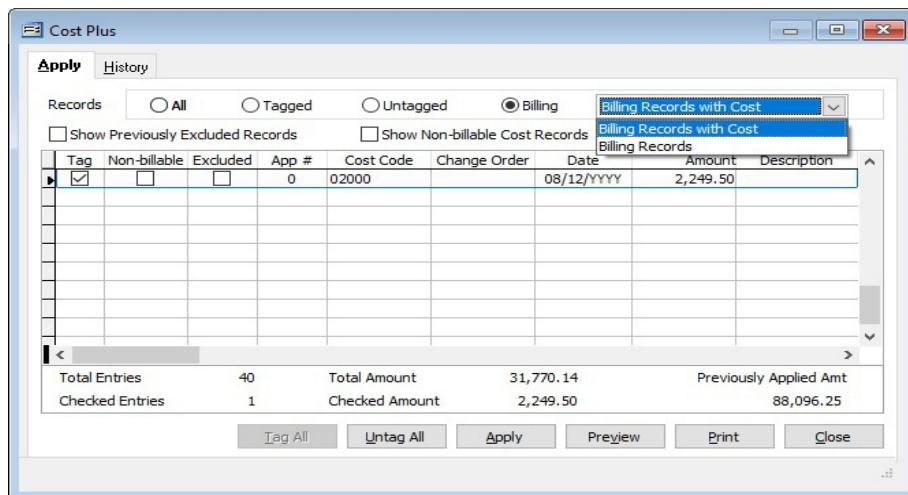 Cost Plus
Apply History
Records All Tagged Untagged Billing Billing Records with Cost
Show Previously Excluded Records Show Non-billable Cost Records Billing Records with Cost
Billing Records
Tag Non-billable Excluded App # Cost Code Change Order Date Amount Description
0 02000 08/12/YYYY 2,249.50
Total Entries 40 Total Amount 31,770.14 Previously Applied Amt
Checked Entries 1 Checked Amount 2,249.50 88,096.25
Tag All Untag All Apply Preview Print Close